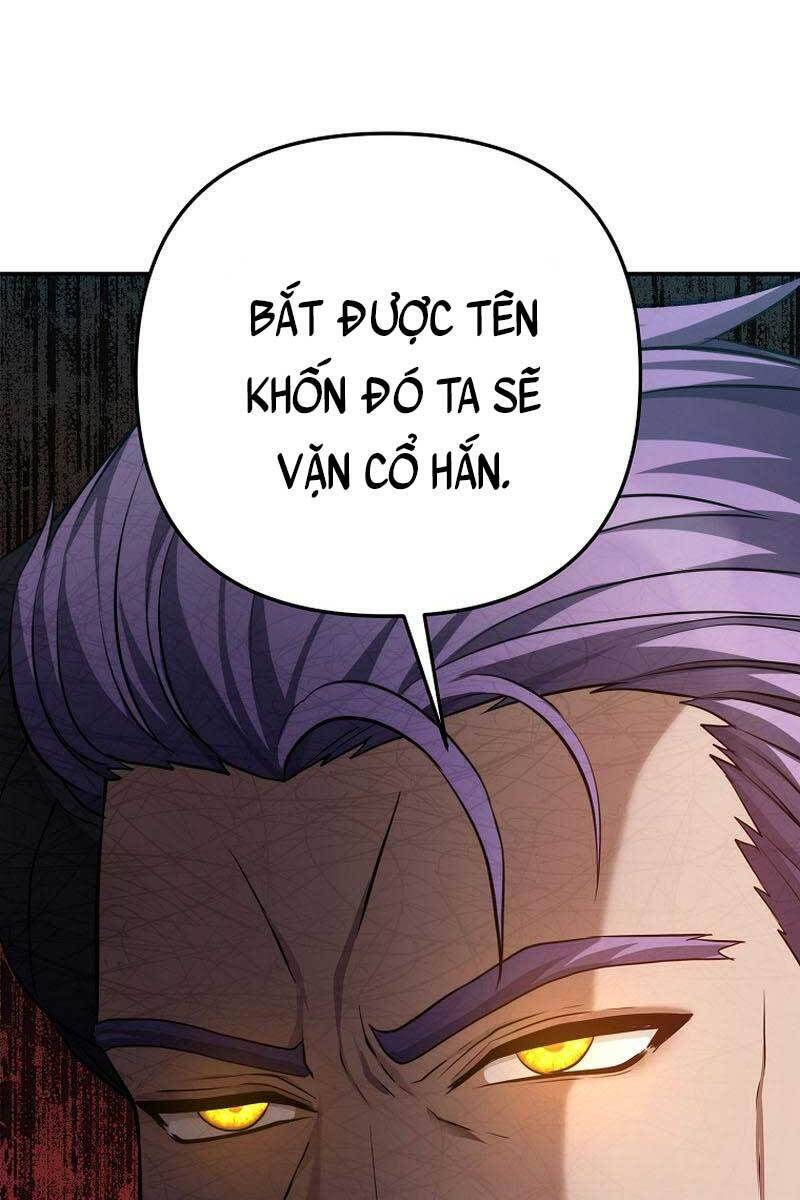 BẮT ĐƯỢC TÊN
KHỐN ĐÓ TA SẼ
VẶN CỔ HẮN.